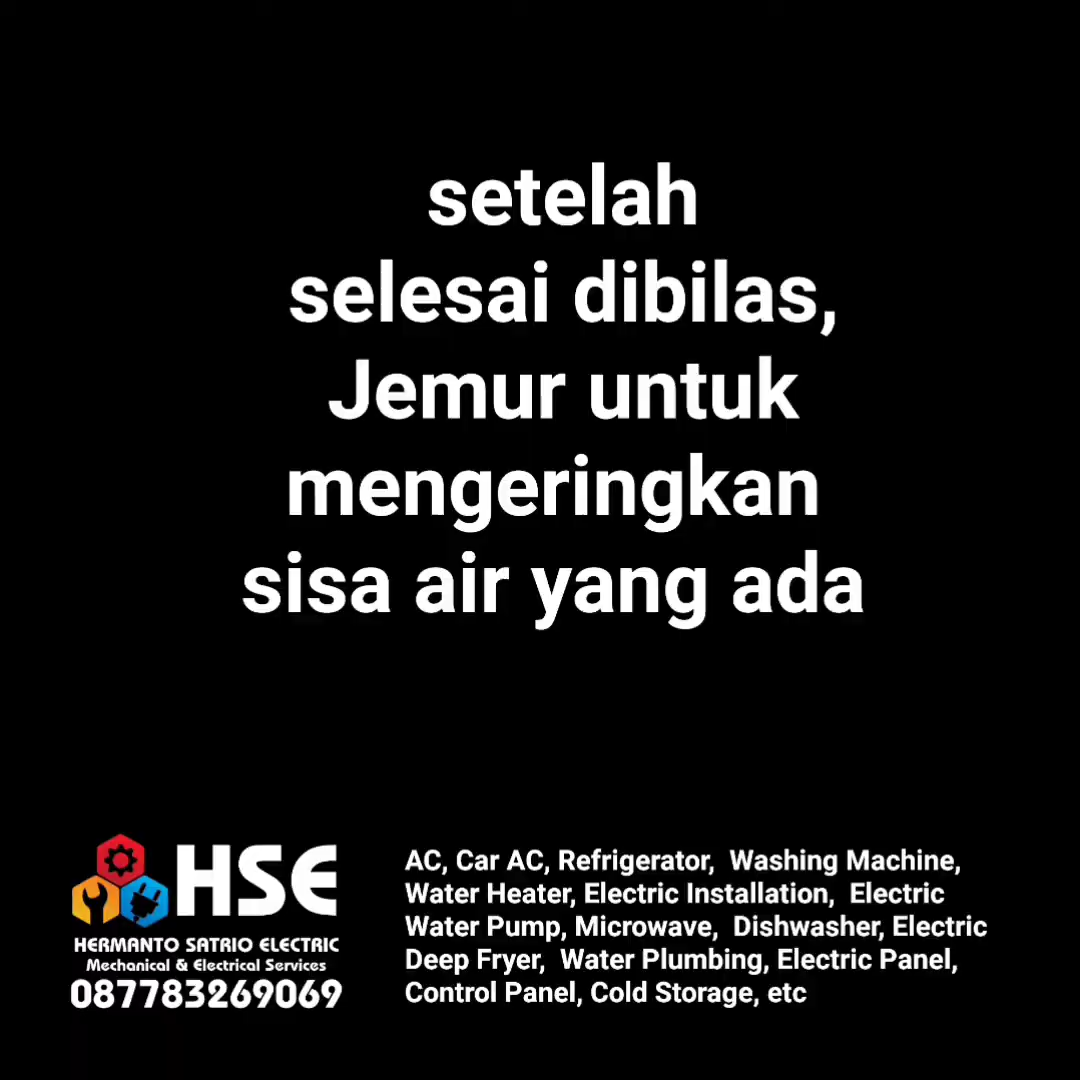 setelah
selesai dibilas,
Jemur untuk
mengeringkan
sisa air yang ada
HSE
HERMANTO SATRIO ELECTRIC
Mechanical & Electrical Services
087783269069
AC, Car AC, Refrigerator, Washing Machine,
Water Heater, Electric Installation, Electric
Water Pump, Microwave, Dishwasher, Electric
Deep Fryer, Water Plumbing, Electric Panel,
Control Panel, Cold Storage, etc